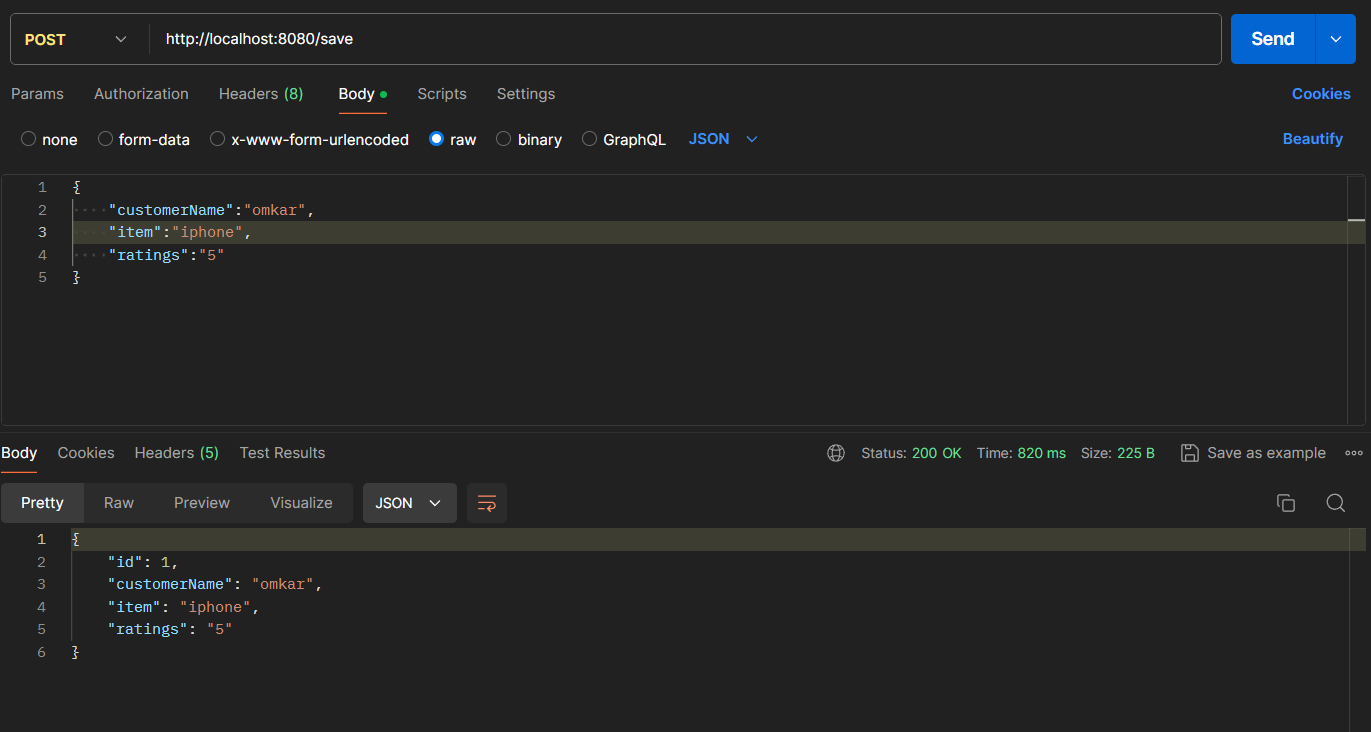 POST http://localhost:8080/save Send
Params Authorization Headers (8) Body Scripts Settings Cookies
none form-data x-www-form-urlencoded raw binary GraphQL JSON Beautify
1 {
2 ····"customerName":"omkar",
3 ····"item":"iphone",
4 ····"ratings":"5"
5 }
Body Cookies Headers (5) Test Results Status: 200 OK Time: 820 ms Size: 225 B Save as example
Pretty Raw Preview Visualize JSON
1 {
2 "id": 1,
3 "customerName": "omkar",
4 "item": "iphone",
5 "ratings": "5"
6 }